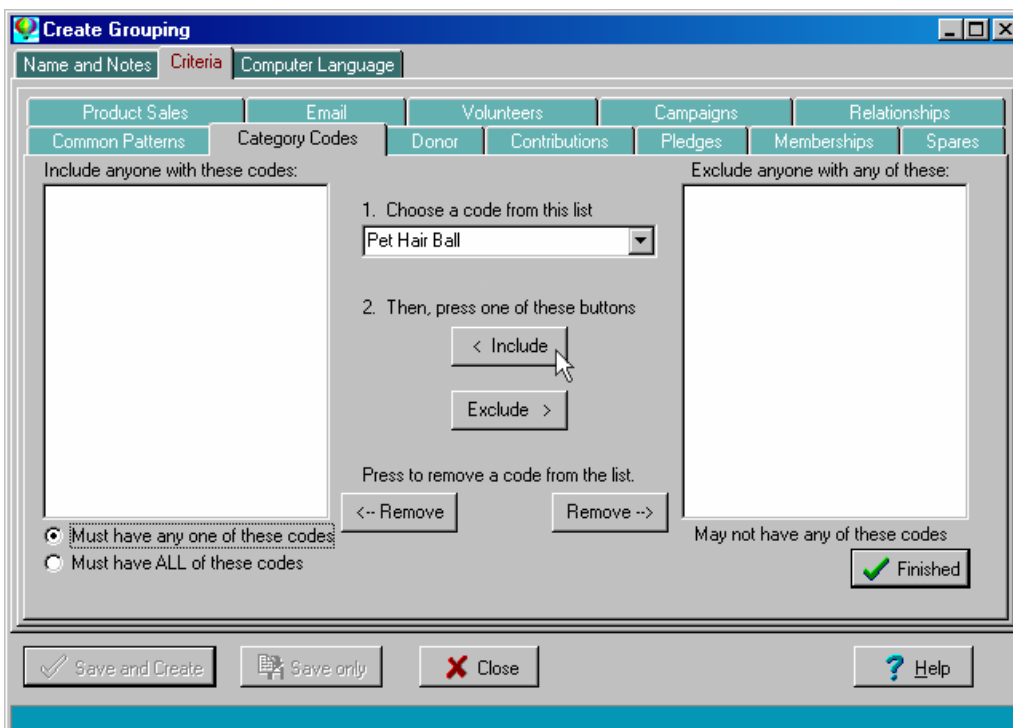 Create Grouping
Name and Notes Criteria Computer Language
Product Sales Email Volunteers Campaigns Relationships
Common Patterns Category Codes Donor Contributions Pledges Memberships Spares
Include anyone with these codes:
Exclude anyone with any of these:
1. Choose a code from this list
Pet Hair Ball
2. Then, press one of these buttons
< Include
Exclude >
Press to remove a code from the list.
<-- Remove Remove -->
Must have any one of these codes
Must have ALL of these codes
May not have any of these codes
Finished
Save and Create Save only Close Help